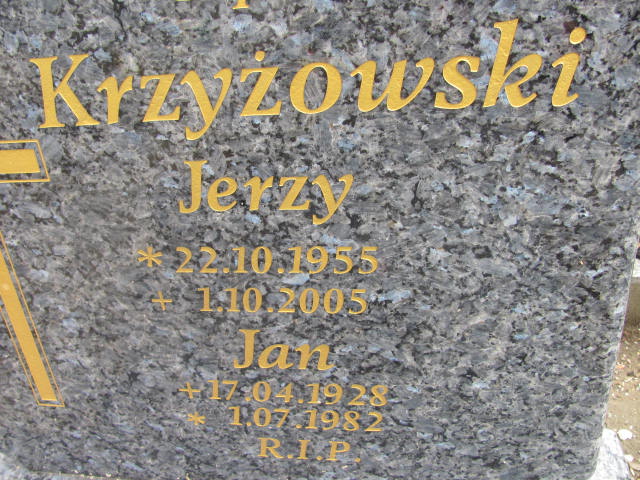 Krzyżowski
Jerzy
* 22.10.1955
+ 1.10.2005
Jan
+17.04.1928
* 1.07.1982
R.I.P.